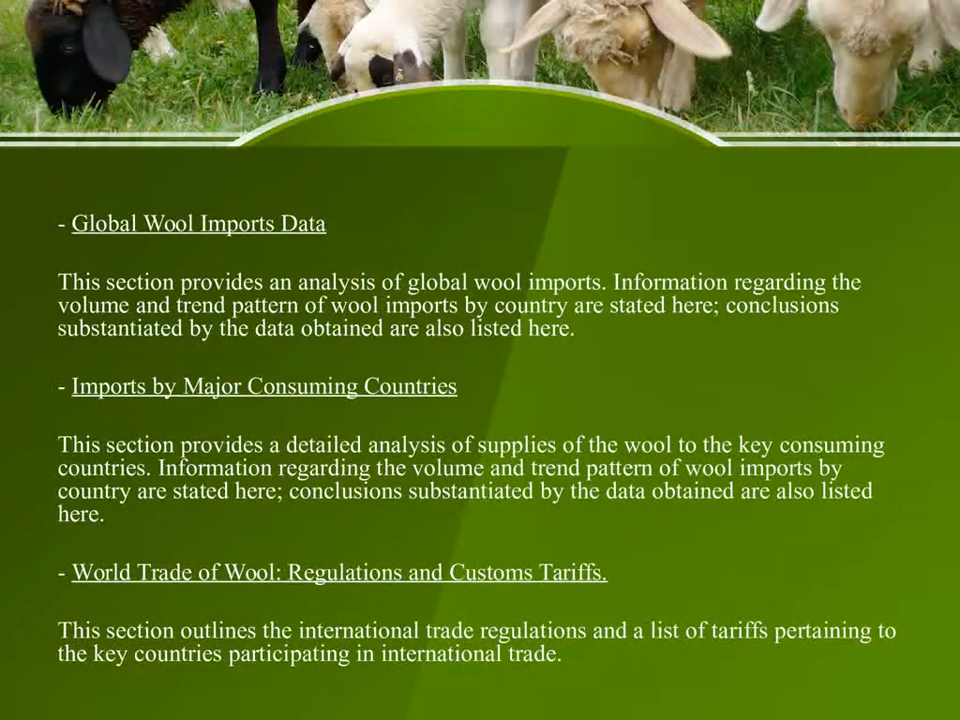 - Global Wool Imports Data
This section provides an analysis of global wool imports. Information regarding the
volume and trend pattern of wool imports by country are stated here; conclusions
substantiated by the data obtained are also listed here.
- Imports by Major Consuming Countries
This section provides a detailed analysis of supplies of the wool to the key consuming
countries. Information regarding the volume and trend pattern of wool imports by
country are stated here; conclusions substantiated by the data obtained are also listed
here.
- World Trade of Wool: Regulations and Customs Tariffs.
This section outlines the international trade regulations and a list of tariffs pertaining to
the key countries participating in international trade.